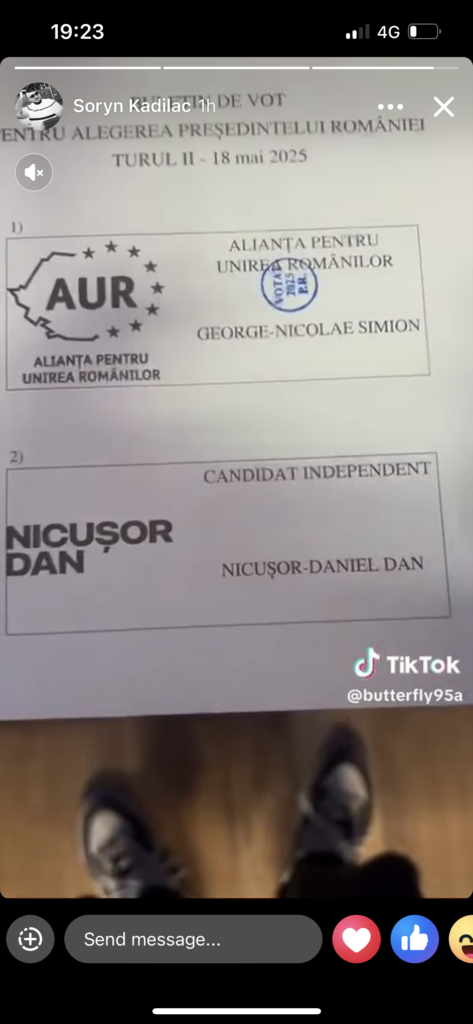 19:23
4G
Soryn Kadilac 1h
DE VOT
PENTRU ALEGEREA PREȘEDINTELUI ROMÂNIEI
TURUL II - 18 mai 2025
1)
AUR
ALIANȚA PENTRU
UNIREA ROMÂNILOR
ALIANȚA PENTRU
UNIREA ROMÂNILOR
VOTAT
2025
P.R.
GEORGE-NICOLAE SIMION
2)
CANDIDAT INDEPENDENT
NICUȘOR
DAN
NICUȘOR-DANIEL DAN
TikTok
@butterfly95a
Send message...